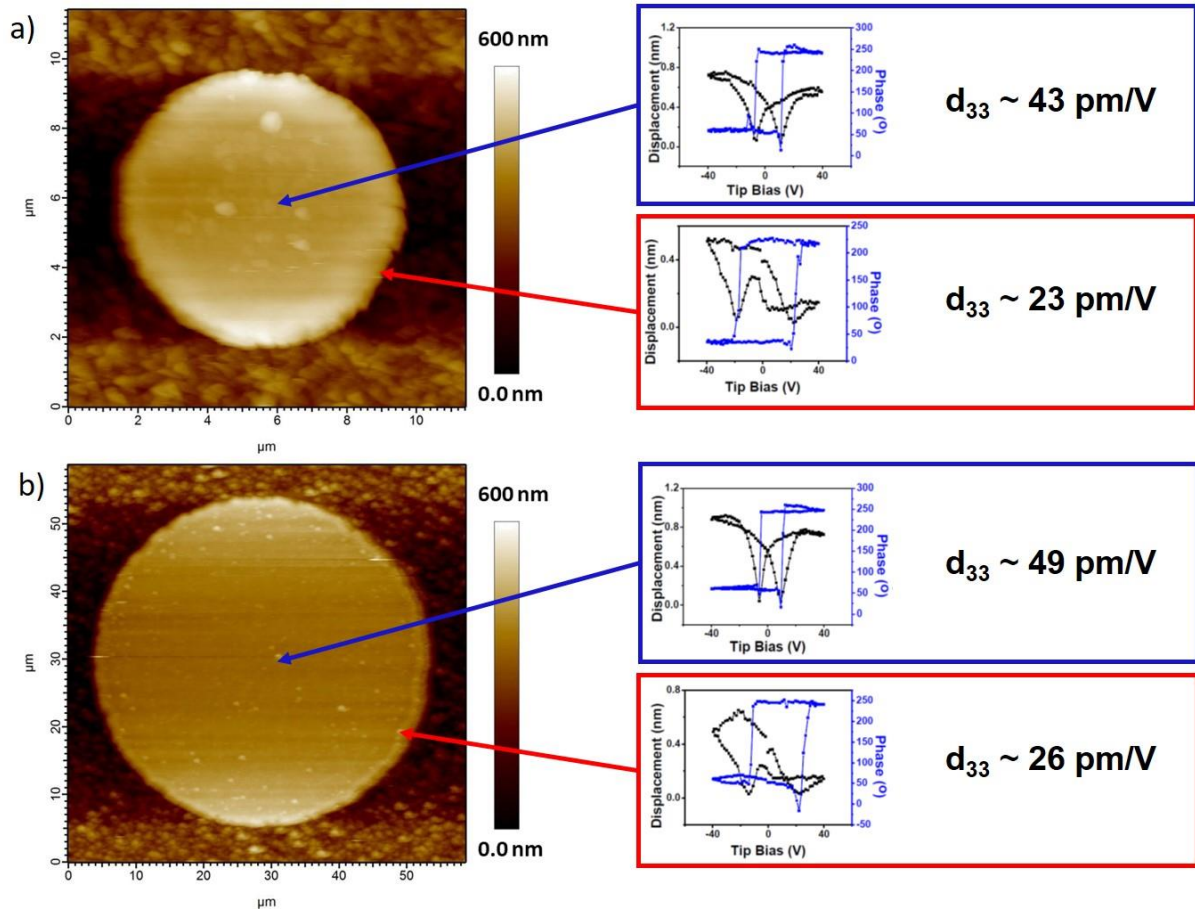 a)
10
8
6
4
2
0
µm
0 2 4 6 8 10
µm
600 nm
0.0 nm
1.2
0.8
0.4
0.0
Displacement (nm)
300
250
200
150
100
50
0
Phase (º)
-40 0 40
Tip Bias (V)
d33 ~ 43 pm/V
0.4
0.0
Displacement (nm)
250
200
150
100
50
0
Phase (º)
-40 0 40
Tip Bias (V)
d33 ~ 23 pm/V
b)
50
40
30
20
10
0
µm
0 10 20 30 40 50
µm
600 nm
0.0 nm
1.2
0.8
0.4
0.0
Displacement (nm)
300
250
200
150
100
50
0
Phase (º)
-40 -20 0 20 40
Tip Bias (V)
d33 ~ 49 pm/V
0.8
0.4
0.0
Displacement (nm)
250
200
150
100
50
0
-50
Phase (º)
-40 -20 0 20 40
Tip Bias (V)
d33 ~ 26 pm/V